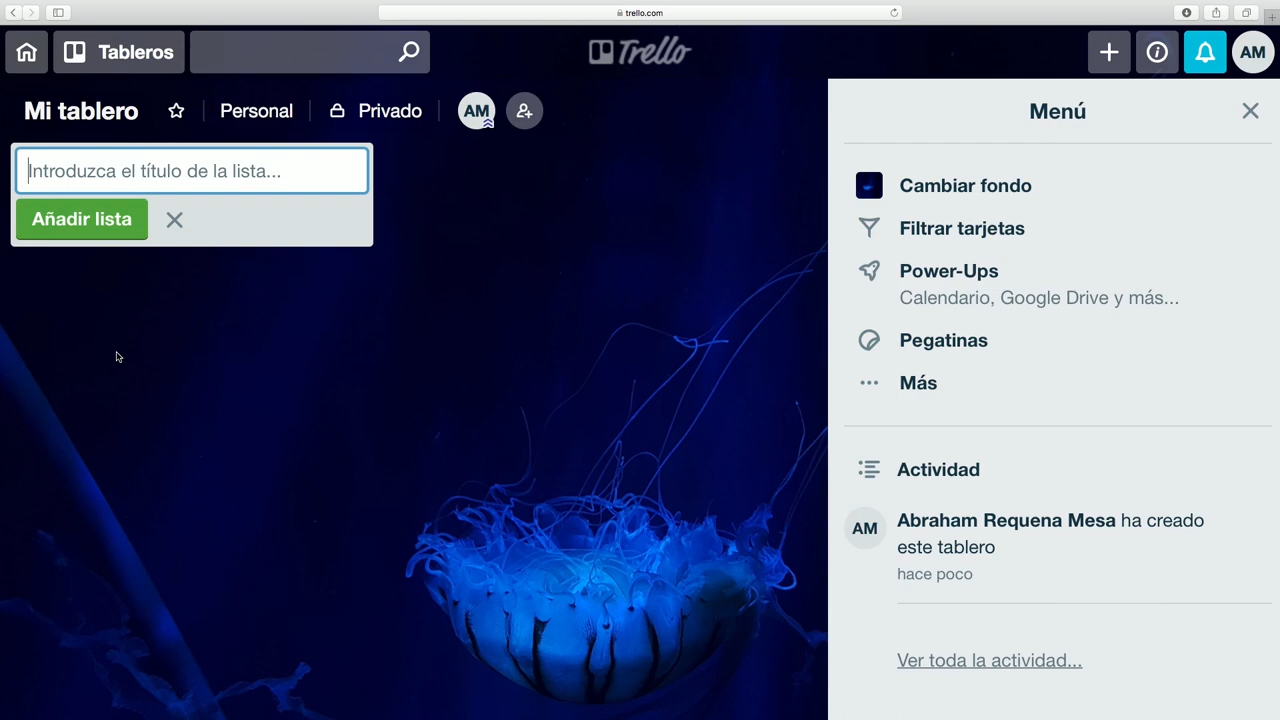 trello.com
Tableros
Trello
AM
Mi tablero
Personal
Privado
AM
Introduzca el título de la lista...
Añadir lista
Menú
Cambiar fondo
Filtrar tarjetas
Power-Ups
Calendario, Google Drive y más...
Pegatinas
Más
Actividad
AM
Abraham Requena Mesa ha creado
este tablero
hace poco
Ver toda la actividad...